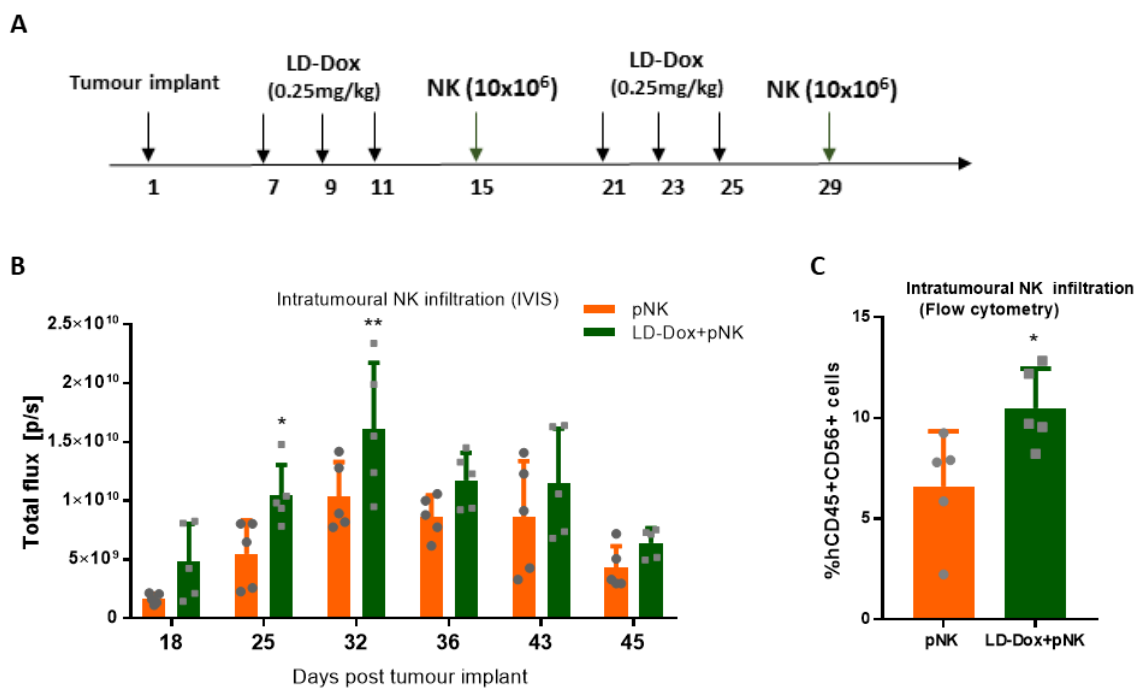 A
Tumour implant
LD-Dox
(0.25mg/kg)
NK (10x10⁶)
LD-Dox
(0.25mg/kg)
NK (10x10⁶)
1 7 9 11 15 21 23 25 29
B
Intratumoural NK infiltration (IVIS)
pNK
LD-Dox+pNK
Total flux [p/s]
2.5×10¹⁰
2×10¹⁰
1.5×10¹⁰
1×10¹⁰
5×10⁹
0
*
**
18 25 32 36 43 45
Days post tumour implant
C
Intratumoural NK infiltration
(Flow cytometry)
%hCD45+CD56+ cells
15
10
5
0
*
pNK LD-Dox+pNK